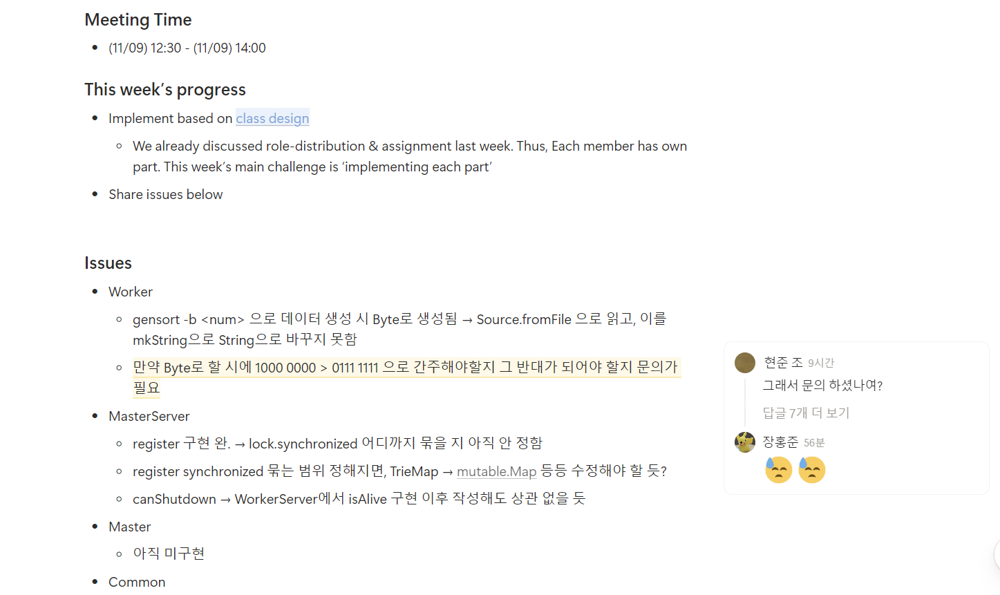 Meeting Time
(11/09) 12:30 - (11/09) 14:00
This week’s progress
Implement based on class design
We already discussed role-distribution & assignment last week. Thus, Each member has own
part. This week’s main challenge is ‘implementing each part’
Share issues below
Issues
Worker
gensort -b <num> 으로 데이터 생성 시 Byte로 생성됨 → Source.fromFile 으로 읽고, 이를
mkString으로 String으로 바꾸지 못함
만약 Byte로 할 시에 1000 0000 > 0111 1111 으로 간주해야할지 그 반대가 되어야 할지 문의가
필요
MasterServer
register 구현 완. → lock.synchronized 어디까지 묶을 지 아직 안 정함
register synchronized 묶는 범위 정해지면, TrieMap → mutable.Map 등등 수정해야 할 듯?
canShutdown → WorkerServer에서 isAlive 구현 이후 작성해도 상관 없을 듯
Master
아직 미구현
Common
현준 조 9시간
그래서 문의 하셨나여?
답글 7개 더 보기
장홍준 56분
😓😓